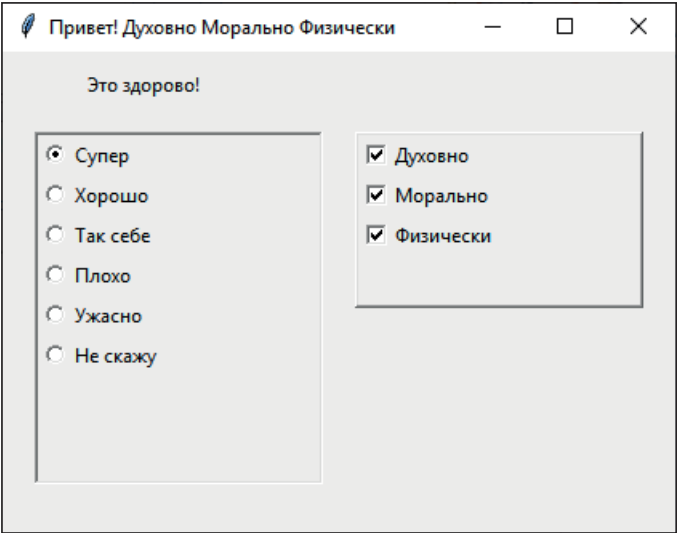 Привет! Духовно Морально Физически
Это здорово!
Супер
Хорошо
Так себе
Плохо
Ужасно
Не скажу
Духовно
Морально
Физически